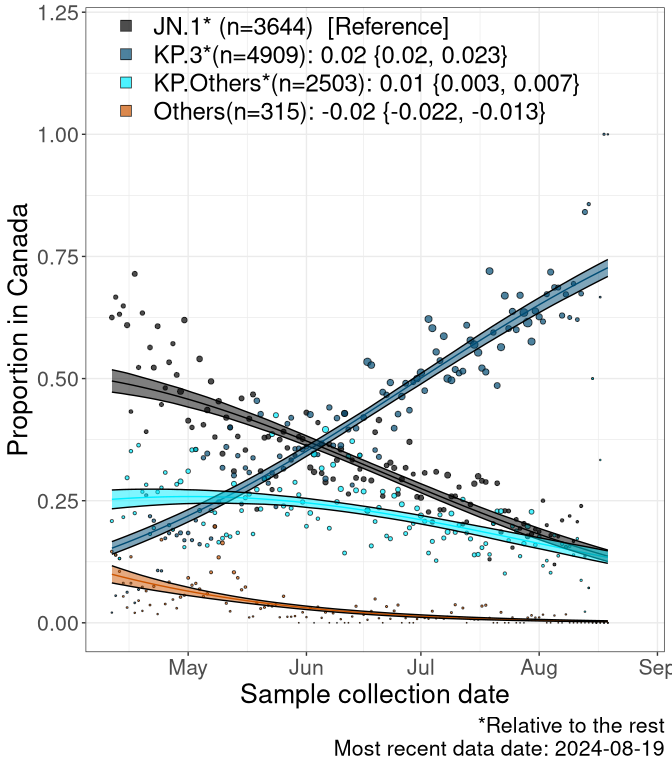 1.25
JN.1* (n=3644) [Reference]
KP.3*(n=4909): 0.02 {0.02, 0.023}
KP.Others*(n=2503): 0.01 {0.003, 0.007}
Others(n=315): -0.02 {-0.022, -0.013}
1.00
0.75
0.50
0.25
0.00
Proportion in Canada
May Jun Jul Aug Sep
Sample collection date
*Relative to the rest
Most recent data date: 2024-08-19